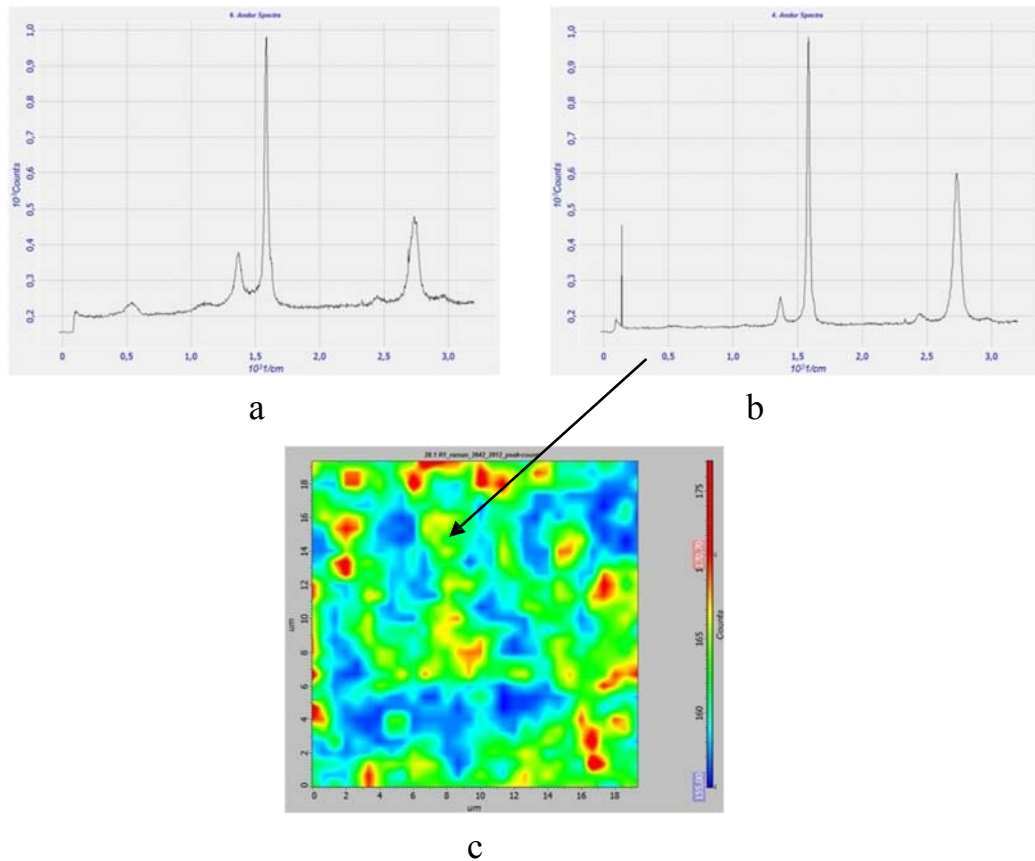 6. Andor Spectra
1,0
0,9
0,8
0,7
0,6
0,5
0,4
0,3
0,2
10³Counts
0 0,5 1,0 1,5 2,0 2,5 3,0
10³1/cm
a
4. Andor Spectra
1,0
0,9
0,8
0,7
0,6
0,5
0,4
0,3
0,2
10³Counts
0 0,5 1,0 1,5 2,0 2,5 3,0
10³1/cm
b
18
16
14
12
10
8
6
4
2
0
um
0 2 4 6 8 10 12 14 16 18
um
175
165
160
155,00
Counts
c